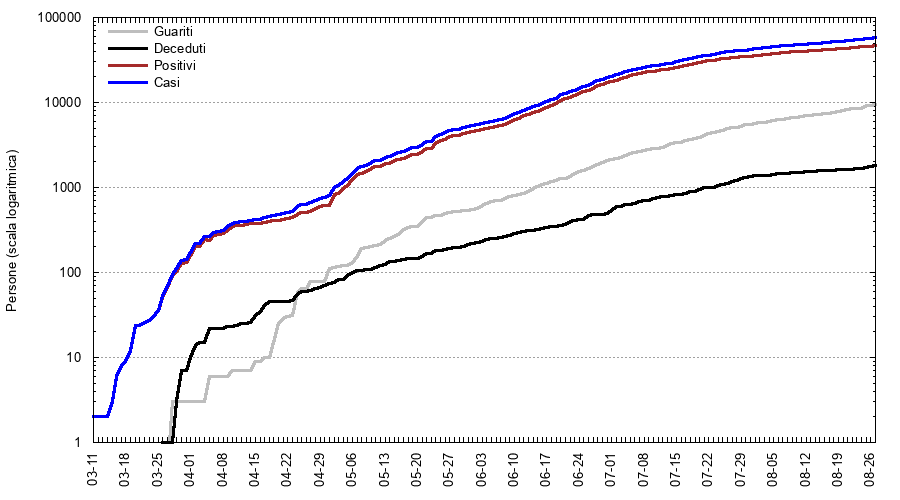 100000
10000
1000
100
10
1
Persone (scala logaritmica)
Guariti
Deceduti
Positivi
Casi
03-11 03-18 03-25 04-01 04-08 04-15 04-22 04-29 05-06 05-13 05-20 05-27 06-03 06-10 06-17 06-24 07-01 07-08 07-15 07-22 07-29 08-05 08-12 08-19 08-26